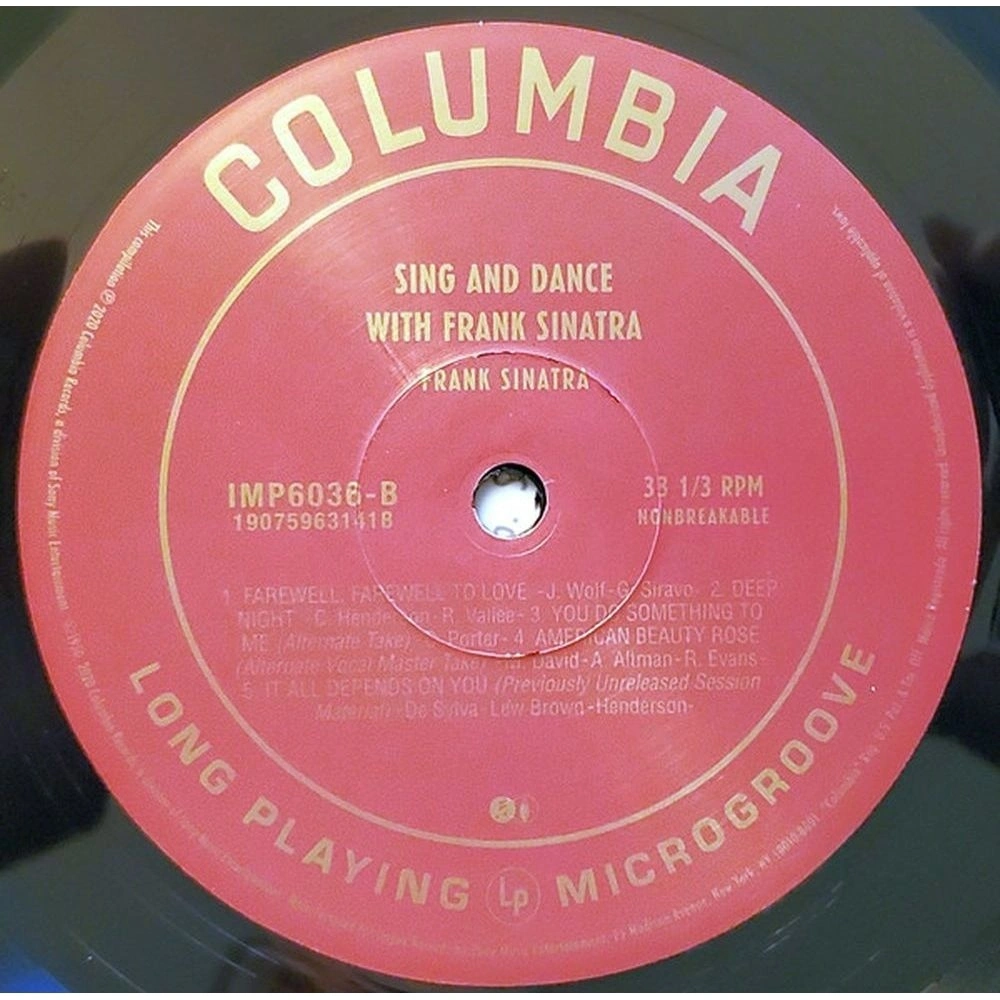 COLUMBIA
SING AND DANCE
WITH FRANK SINATRA
FRANK SINATRA
IMP6036-B
19075963141B
33 1/3 RPM
NONBREAKABLE
1 FAREWELL, FAREWELL TO LOVE -J. Wolf-G. Siravo- 2. DEEP
NIGHT -C. Henderson- R. Vallee- 3 YOU DO SOMETHING TO
ME (Alternate Take) - Porter- 4 AMERICAN BEAUTY ROSE
(Alternate Vocal Master Take) -M. David-A. Altman-R. Evans-
5 IT ALL DEPENDS ON YOU (Previously Unreleased Session
Material) -De Sylva-Lew Brown-Henderson-
LONG PLAYING Lp MICROGROOVE
This compilation ℗ 2020 Columbia Records, a division of Sony Music Entertainment
of applicable laws.